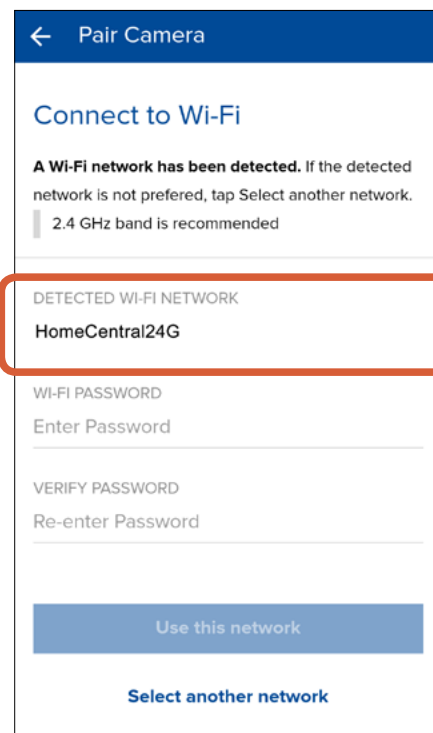 Pair Camera
Connect to Wi-Fi
A Wi-Fi network has been detected. If the detected
network is not prefered, tap Select another network.
2.4 GHz band is recommended
DETECTED WI-FI NETWORK
HomeCentral24G
WI-FI PASSWORD
Enter Password
VERIFY PASSWORD
Re-enter Password
Use this network
Select another network